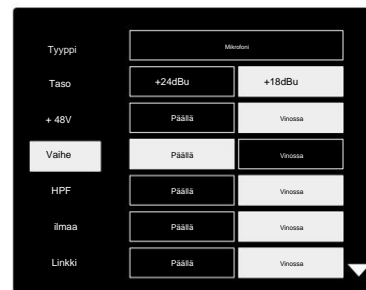 Tyyppi Mikrofoni
Taso +24dBu +18dBu
+ 48V Päällä Vinossa
Vaihe Päällä Vinossa
HPF Päällä Vinossa
ilmaa Päällä Vinossa
Linkki Päällä Vinossa